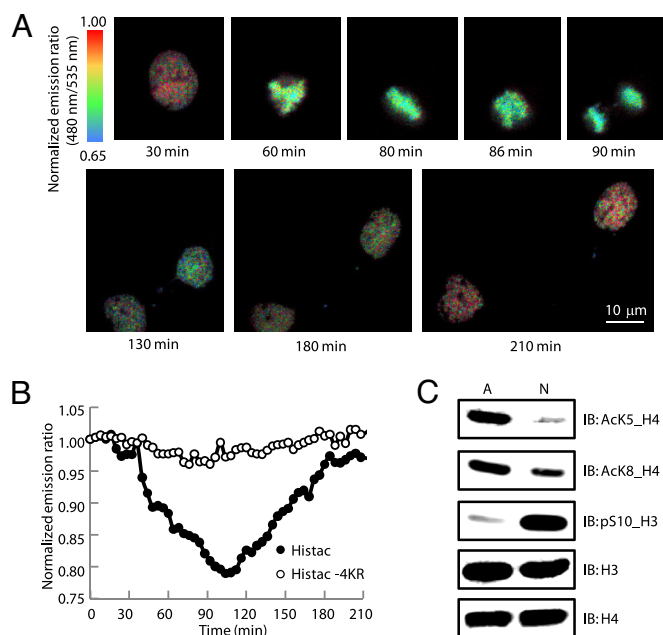 A
1.00
Normalized emission ratio
(480 nm/535 nm)
0.65
30 min
60 min
80 min
86 min
90 min
130 min
180 min
210 min
10 μm
B
Normalized emission ratio
1.05
1.00
0.95
0.90
0.85
0.80
0.75
Histac
Histac -4KR
0 30 60 90 120 150 180 210
Time (min)
C
A N
IB: AcK5_H4
IB: AcK8_H4
IB: pS10_H3
IB: H3
IB: H4